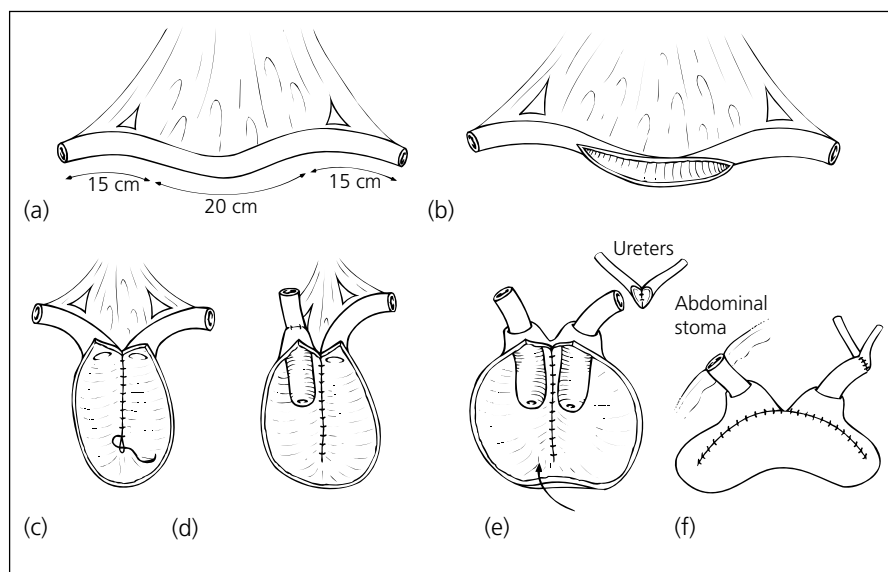 15 cm
20 cm
15 cm
(a)
(b)
Ureters
Abdominal
stoma
(c)
(d)
(e)
(f)